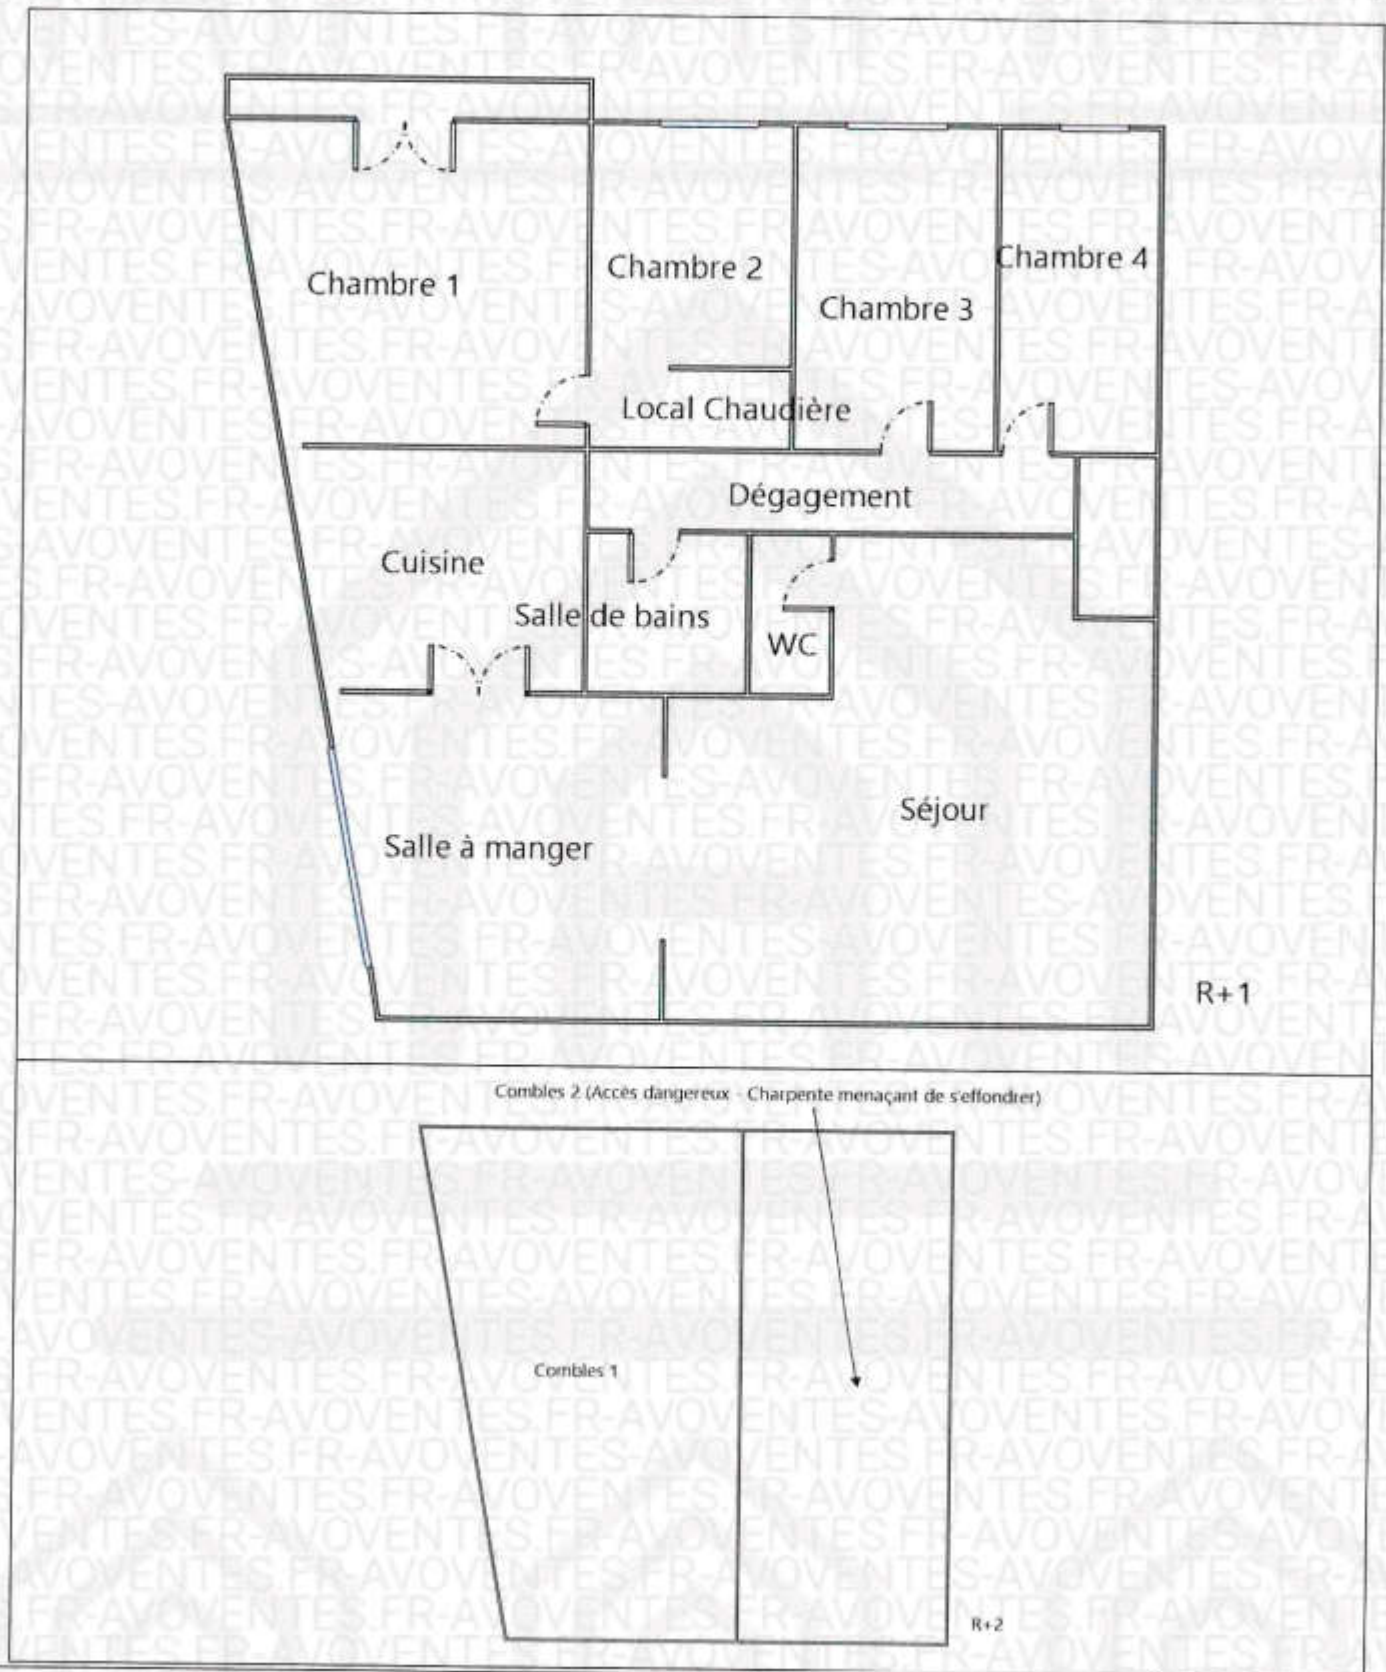 Chambre 1
Chambre 2
Chambre 3
Chambre 4
Local Chaudière
Dégagement
Cuisine
Salle de bains
WC
Salle à manger
Séjour
R+1
Combles 2 (Accès dangereux - Charpente menaçant de s'effondrer)
Combles 1
R+2